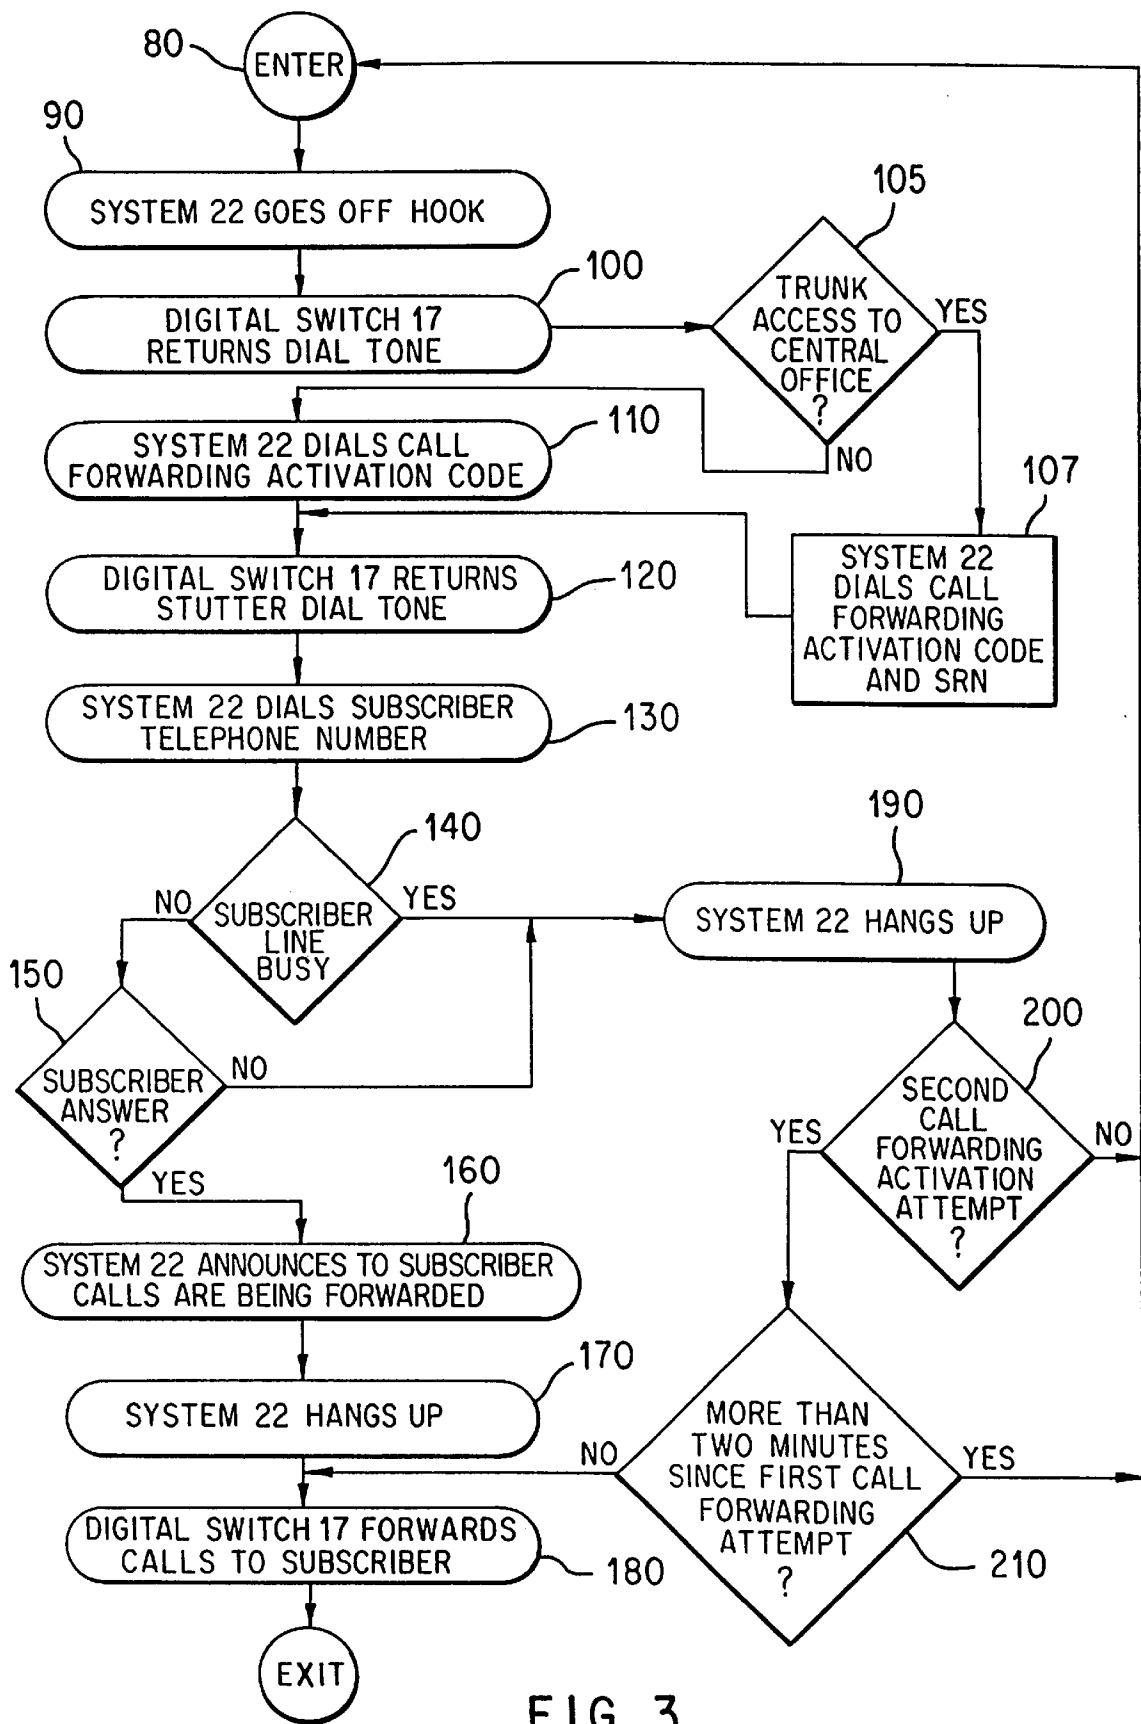 80
ENTER
90
SYSTEM 22 GOES OFF HOOK
100
DIGITAL SWITCH 17
RETURNS DIAL TONE
105
TRUNK
ACCESS TO
CENTRAL
OFFICE
?
YES
NO
110
SYSTEM 22 DIALS CALL
FORWARDING ACTIVATION CODE
107
SYSTEM 22
DIALS CALL
FORWARDING
ACTIVATION CODE
AND SRN
120
DIGITAL SWITCH 17 RETURNS
STUTTER DIAL TONE
130
SYSTEM 22 DIALS SUBSCRIBER
TELEPHONE NUMBER
140
SUBSCRIBER
LINE
BUSY
NO
YES
190
SYSTEM 22 HANGS UP
150
SUBSCRIBER
ANSWER
?
NO
YES
200
SECOND
CALL
FORWARDING
ACTIVATION
ATTEMPT
?
YES
NO
160
SYSTEM 22 ANNOUNCES TO SUBSCRIBER
CALLS ARE BEING FORWARDED
170
SYSTEM 22 HANGS UP
MORE THAN
TWO MINUTES
SINCE FIRST CALL
FORWARDING
ATTEMPT
?
NO
YES
210
DIGITAL SWITCH 17 FORWARDS
CALLS TO SUBSCRIBER
180
EXIT
FIG. 3